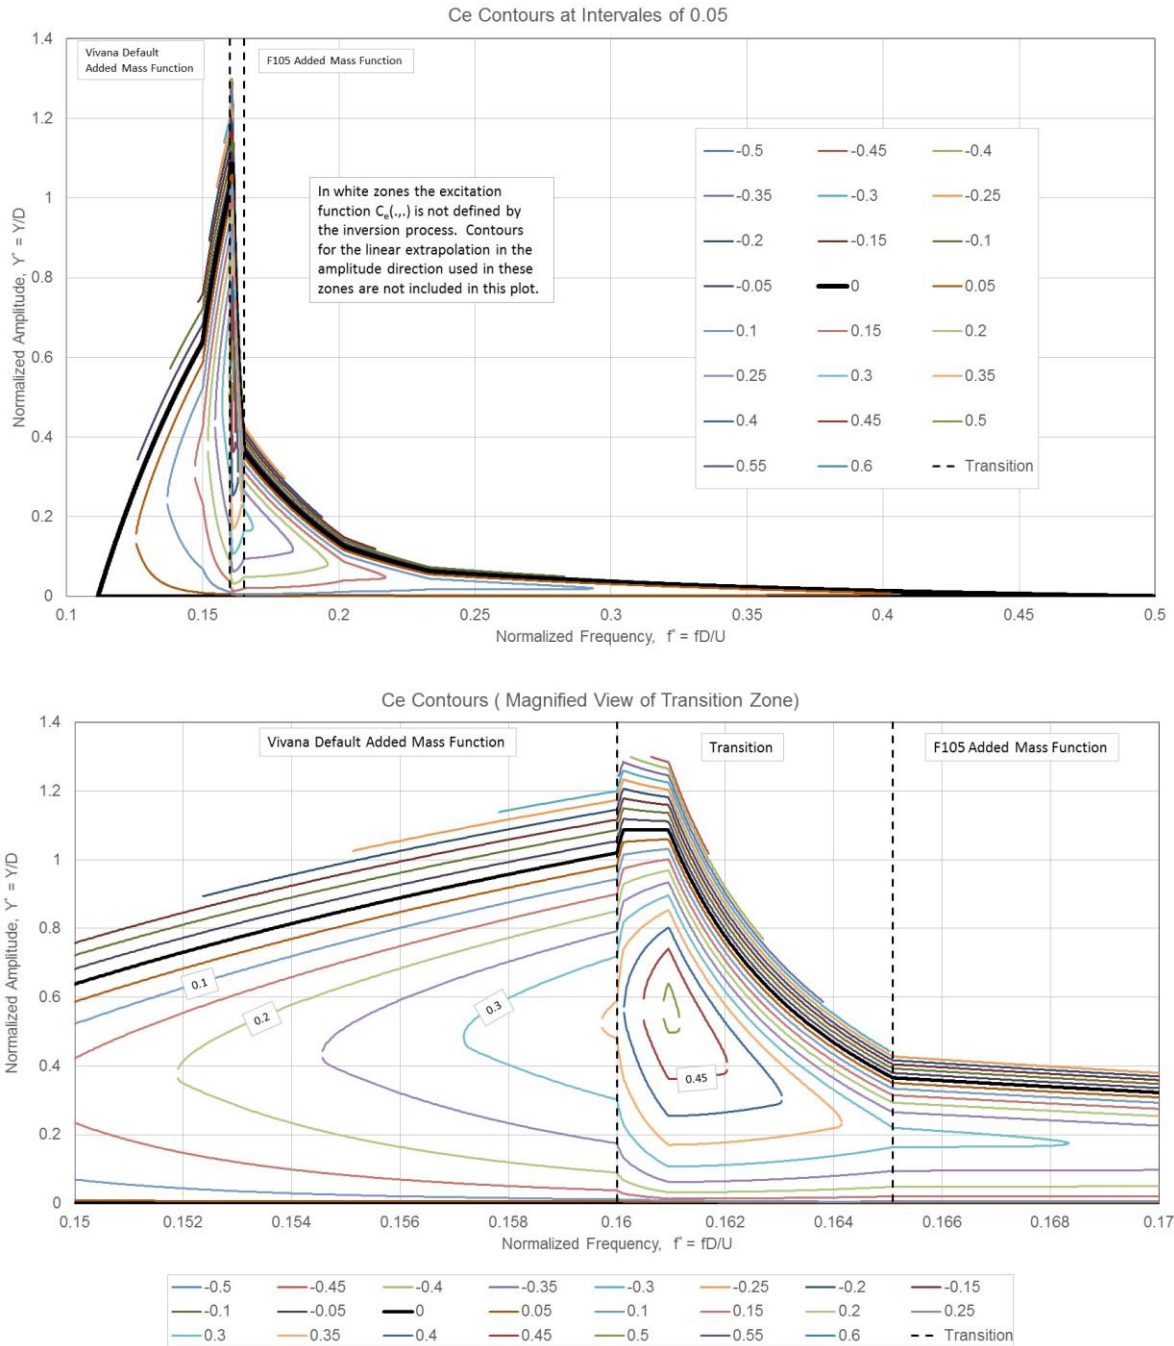 Ce Contours at Intervales of 0.05
1.4
1.2
1
0.8
0.6
0.4
0.2
0
Normalized Amplitude, Y* = Y/D
Vivana Default
Added Mass Function
F105 Added Mass Function
In white zones the excitation
function Ce(.,.) is not defined by
the inversion process. Contours
for the linear extrapolation in the
amplitude direction used in these
zones are not included in this plot.
-0.5 -0.45 -0.4
-0.35 -0.3 -0.25
-0.2 -0.15 -0.1
-0.05 0 0.05
0.1 0.15 0.2
0.25 0.3 0.35
0.4 0.45 0.5
0.55 0.6 Transition
0.1 0.15 0.2 0.25 0.3 0.35 0.4 0.45 0.5
Normalized Frequency, f* = fD/U
Ce Contours ( Magnified View of Transition Zone)
1.4
1.2
1
0.8
0.6
0.4
0.2
0
Normalized Amplitude, Y* = Y/D
Vivana Default Added Mass Function
Transition
F105 Added Mass Function
0.1
0.2
0.3
0.45
0.15 0.152 0.154 0.156 0.158 0.16 0.162 0.164 0.166 0.168 0.17
Normalized Frequency, f* = fD/U
-0.5 -0.45 -0.4 -0.35 -0.3 -0.25 -0.2 -0.15
-0.1 -0.05 0 0.05 0.1 0.15 0.2 0.25
0.3 0.35 0.4 0.45 0.5 0.55 0.6 Transition